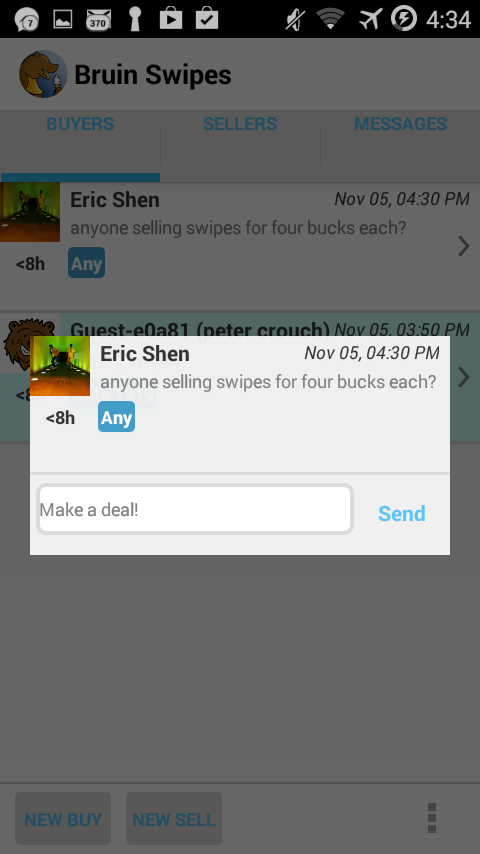 7
370
4:34
Bruin Swipes
BUYERS SELLERS MESSAGES
Eric Shen Nov 05, 04:30 PM
anyone selling swipes for four bucks each?
<8h Any
Guest-e0a81 (peter crouch) Nov 05, 03:50 PM
Eric Shen Nov 05, 04:30 PM
anyone selling swipes for four bucks each?
<8h Any
Make a deal! Send
NEW BUY NEW SELL